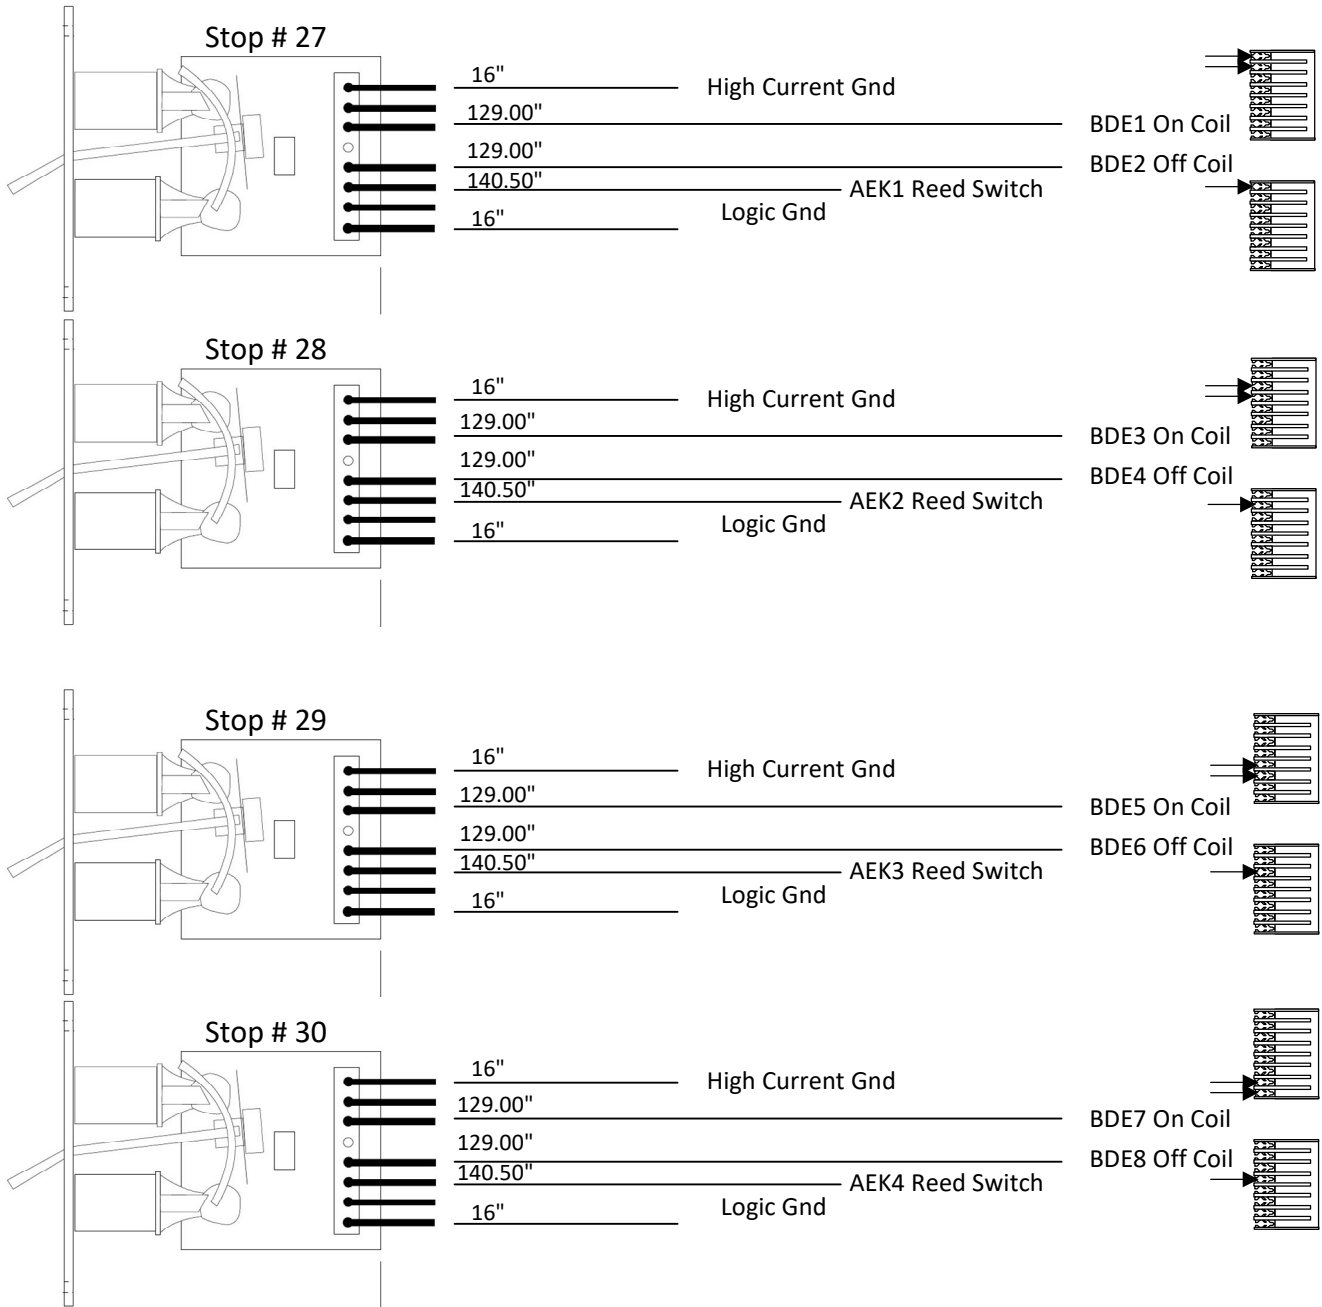 Stop # 27
16"
High Current Gnd
129.00"
BDE1 On Coil
129.00"
BDE2 Off Coil
140.50"
AEK1 Reed Switch
Logic Gnd
16"
Stop # 28
16"
High Current Gnd
129.00"
BDE3 On Coil
129.00"
BDE4 Off Coil
140.50"
AEK2 Reed Switch
Logic Gnd
16"
Stop # 29
16"
High Current Gnd
129.00"
BDE5 On Coil
129.00"
BDE6 Off Coil
140.50"
AEK3 Reed Switch
Logic Gnd
16"
Stop # 30
16"
High Current Gnd
129.00"
BDE7 On Coil
129.00"
BDE8 Off Coil
140.50"
AEK4 Reed Switch
Logic Gnd
16"